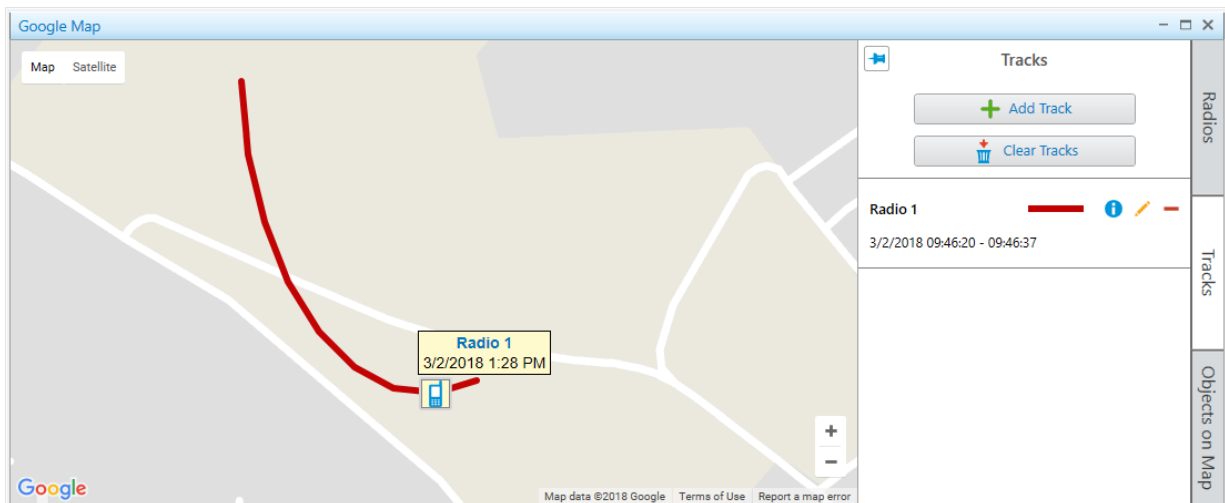 Google Map
Map Satellite
Tracks
Add Track
Clear Tracks
Radio 1
3/2/2018 09:46:20 - 09:46:37
Radios
Tracks
Objects on Map
Radio 1
3/2/2018 1:28 PM
+
−
Google
Map data ©2018 Google Terms of Use Report a map error